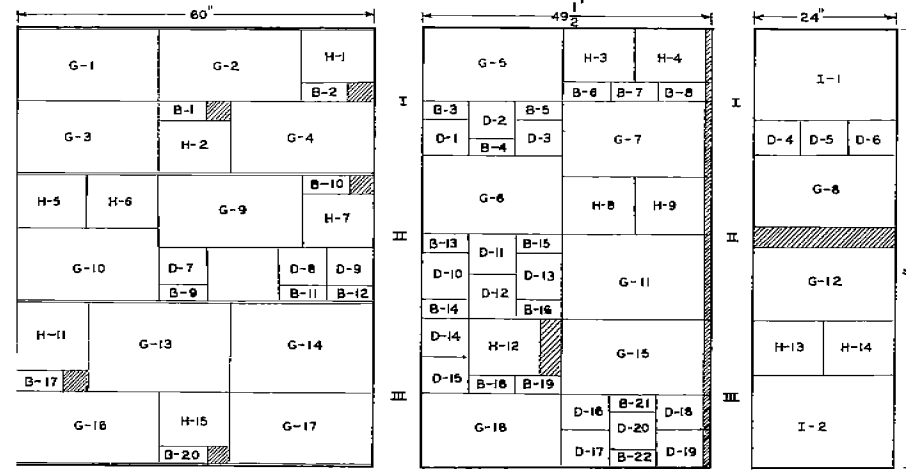 60" 49 1/2" 24"
G-1 G-2 H-1 G-5 H-3 H-4 I-1
B-2 B-6 B-7 B-8
I I
B-1 B-3 B-5
G-3 H-2 G-4 D-1 D-2 D-3 G-7 D-4 D-5 D-6
B-4
B-10 G-6 G-8
H-5 H-6 G-9 H-7 H-8 H-9
II II
B-13 D-11 B-15
G-10 D-7 D-8 D-9 D-10 D-13 G-11 G-12
B-9 B-11 B-12 D-12
B-14 B-16
H-11 G-13 G-14 D-14 H-12 G-15 H-13 H-14
B-17 D-15 B-18 B-19
III III
G-16 H-15 G-17 G-18 D-16 B-21 D-18 I-2
D-20
B-20 D-17 B-22 D-19